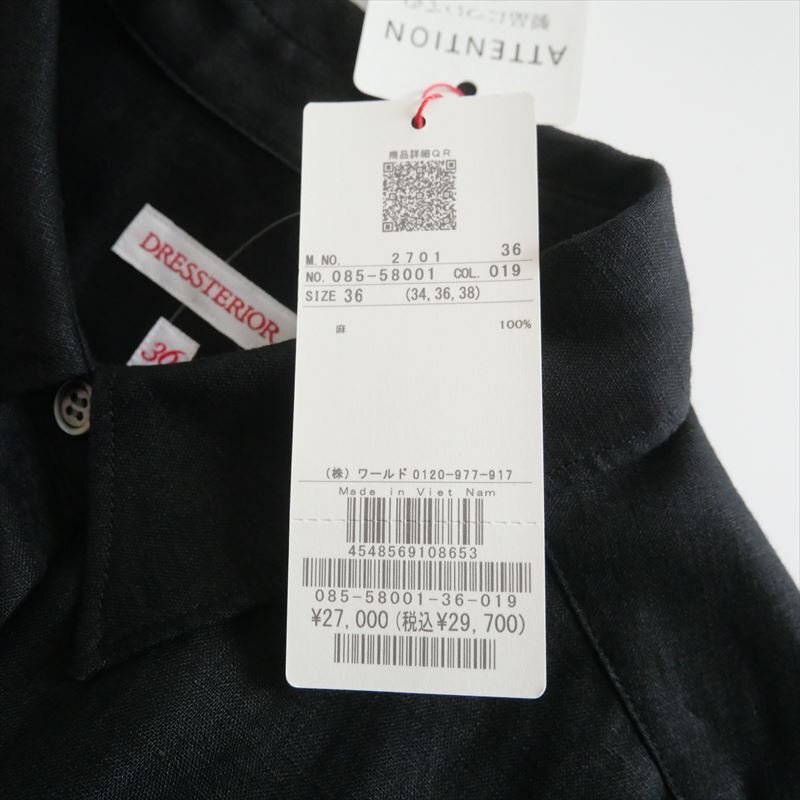 ATTENTION
商品詳細QR
M.NO. 2701 36
NO. 085-58001 COL. 019
SIZE 36 (34,36,38)
麻 100%
(株) ワールド 0120-977-917
Made in Viet Nam
4548569108653
085-58001-36-019
¥27,000(税込¥29,700)
DRESSTERIOR
36